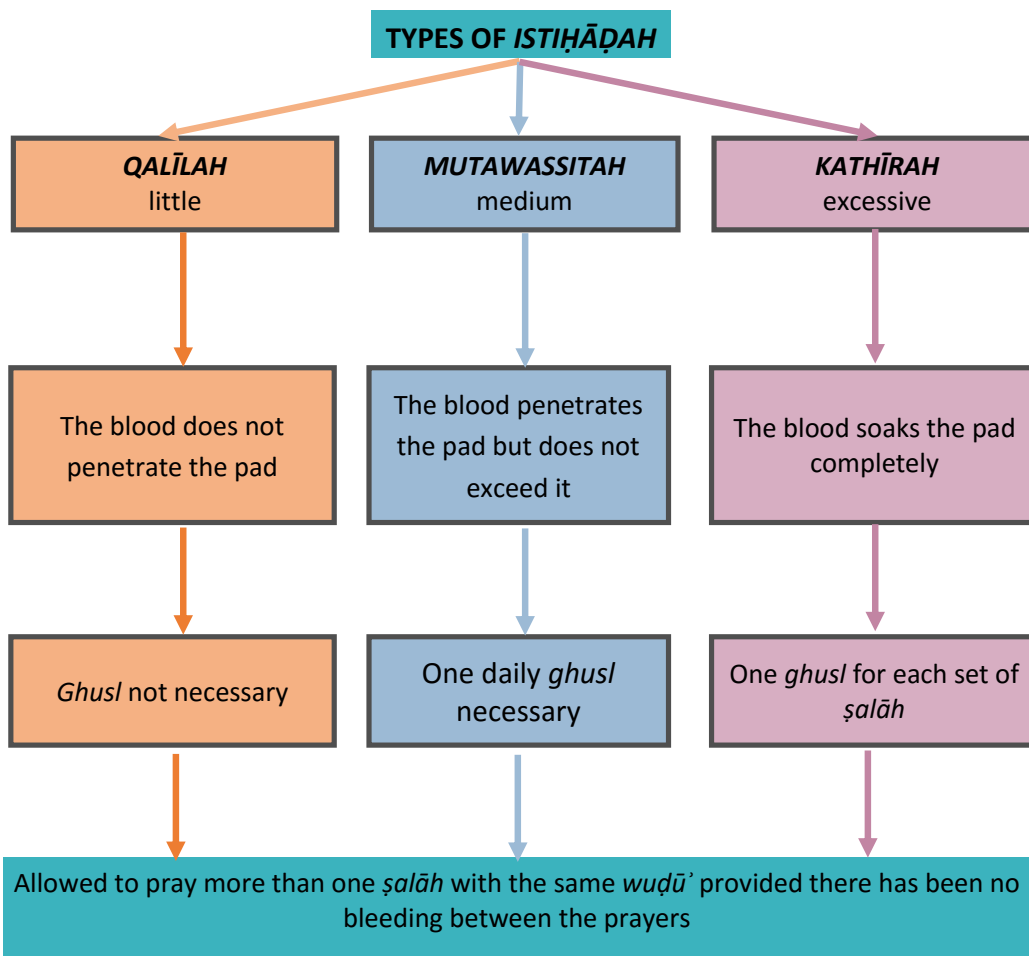 TYPES OF ISTIḤĀḌAH
QALĪLAH
little
MUTAWASSITAH
medium
KATHĪRAH
excessive
The blood does not
penetrate the pad
The blood penetrates
the pad but does not
exceed it
The blood soaks the pad
completely
Ghusl not necessary
One daily ghusl
necessary
One ghusl for each set of
ṣalāh
Allowed to pray more than one ṣalāh with the same wuḍūʾ provided there has been no
bleeding between the prayers